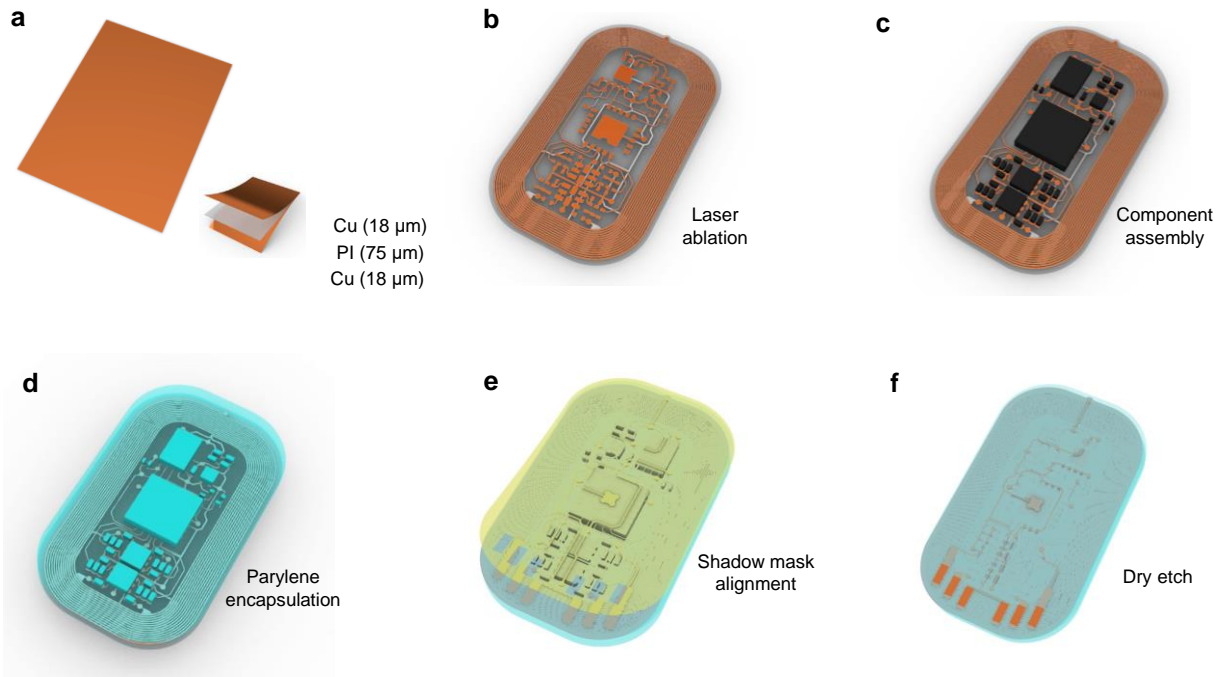 a
b
c
Cu (18 µm)
PI (75 µm)
Cu (18 µm)
Laser
ablation
Component
assembly
d
e
f
Parylene
encapsulation
Shadow mask
alignment
Dry etch